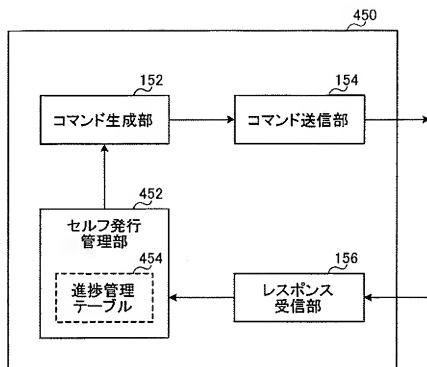 450
152
コマンド生成部
154
コマンド送信部
452
セルフ発行
管理部
454
進捗管理
テーブル
156
レスポンス
受信部